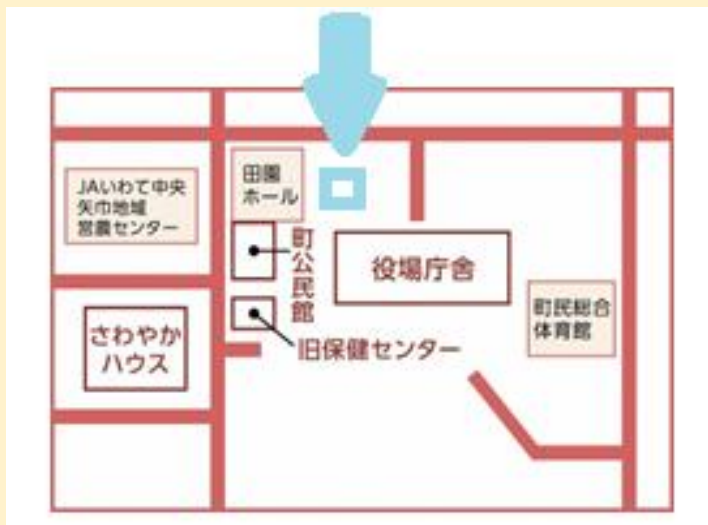 JAいわて中央
矢巾地域
営農センター
田園
ホール
町公民館
役場庁舎
町民総合
体育館
さわやか
ハウス
旧保健センター